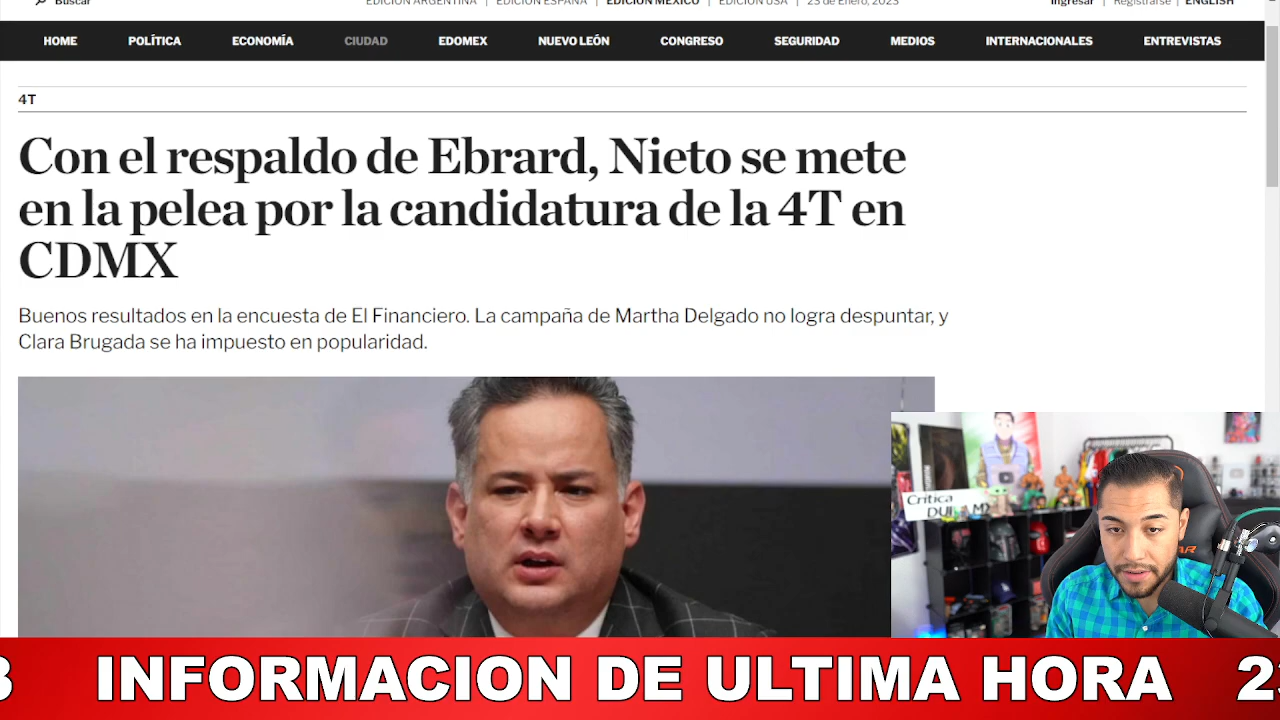 Buscar
EDICIÓN ARGENTINA | EDICIÓN ESPAÑA | EDICIÓN MÉXICO | EDICIÓN USA | 23 de Enero, 2023
Ingresar | Registrarse | ENGLISH
HOME POLÍTICA ECONOMÍA CIUDAD EDOMEX NUEVO LEÓN CONGRESO SEGURIDAD MEDIOS INTERNACIONALES ENTREVISTAS
4T
Con el respaldo de Ebrard, Nieto se mete
en la pelea por la candidatura de la 4T en
CDMX
Buenos resultados en la encuesta de El Financiero. La campaña de Martha Delgado no logra despuntar, y
Clara Brugada se ha impuesto en popularidad.
Crítica
INFORMACION DE ULTIMA HORA